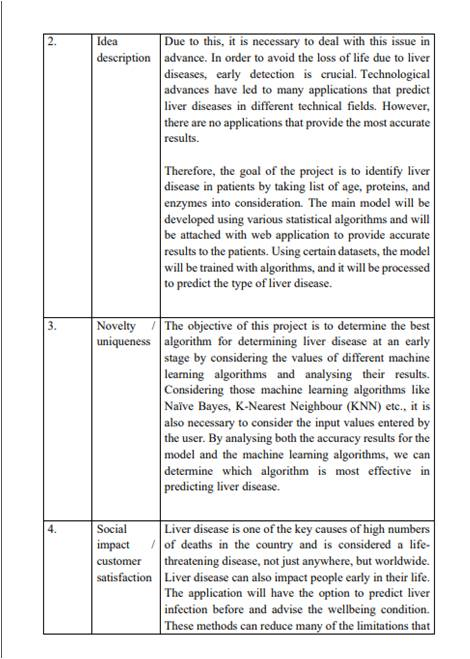 2.
Idea
description
Due to this, it is necessary to deal with this issue in
advance. In order to avoid the loss of life due to liver
diseases, early detection is crucial. Technological
advances have led to many applications that predict
liver diseases in different technical fields. However,
there are no applications that provide the most accurate
results.
Therefore, the goal of the project is to identify liver
disease in patients by taking list of age, proteins, and
enzymes into consideration. The main model will be
developed using various statistical algorithms and will
be attached with web application to provide accurate
results to the patients. Using certain datasets, the model
will be trained with algorithms, and it will be processed
to predict the type of liver disease.
3.
Novelty /
uniqueness
The objective of this project is to determine the best
algorithm for determining liver disease at an early
stage by considering the values of different machine
learning algorithms and analysing their results.
Considering those machine learning algorithms like
Naïve Bayes, K-Nearest Neighbour (KNN) etc., it is
also necessary to consider the input values entered by
the user. By analysing both the accuracy results for the
model and the machine learning algorithms, we can
determine which algorithm is most effective in
predicting liver disease.
4.
Social
impact /
customer
satisfaction
Liver disease is one of the key causes of high numbers
of deaths in the country and is considered a life-
threatening disease, not just anywhere, but worldwide.
Liver disease can also impact people early in their life.
The application will have the option to predict liver
infection before and advise the wellbeing condition.
These methods can reduce many of the limitations that